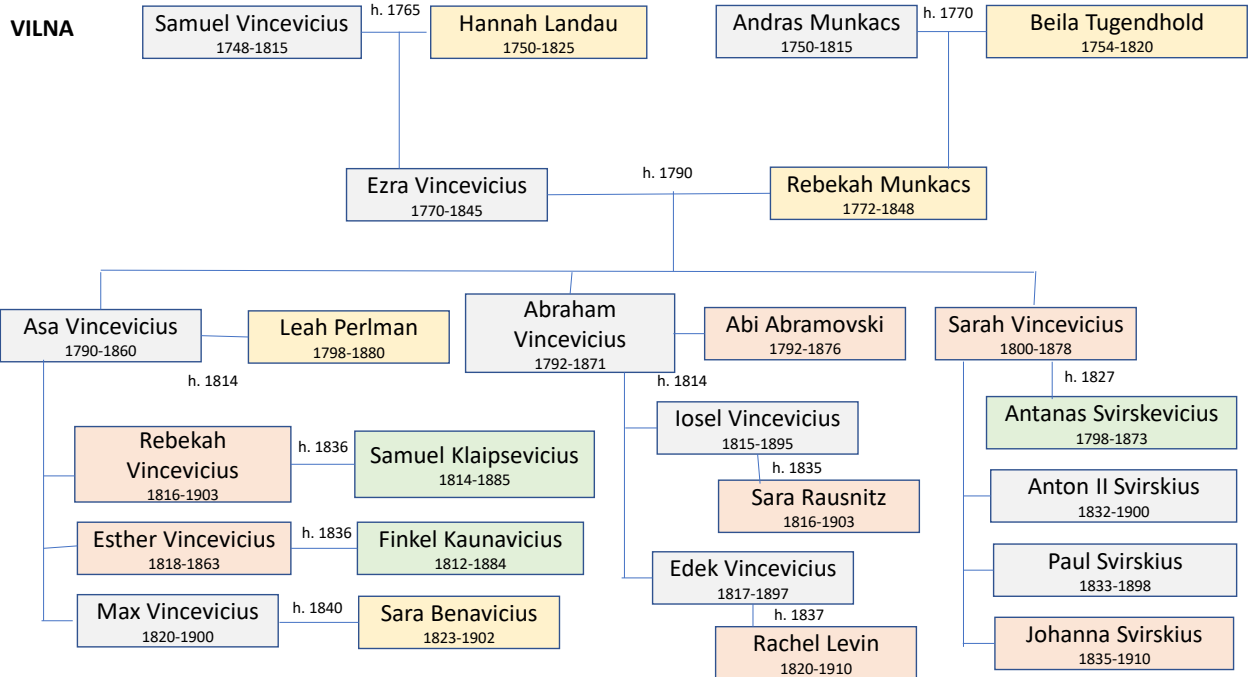 VILNA
Samuel Vincevicius
1748-1815
h. 1765
Hannah Landau
1750-1825
Andras Munkacs
1750-1815
h. 1770
Beila Tugendhold
1754-1820
Ezra Vincevicius
1770-1845
h. 1790
Rebekah Munkacs
1772-1848
Asa Vincevicius
1790-1860
Leah Perlman
1798-1880
h. 1814
Abraham
Vincevicius
1792-1871
Abi Abramovski
1792-1876
h. 1814
Sarah Vincevicius
1800-1878
h. 1827
Antanas Svirskevicius
1798-1873
Rebekah
Vincevicius
1816-1903
h. 1836
Samuel Klaipsevicius
1814-1885
Iosel Vincevicius
1815-1895
h. 1835
Sara Rausnitz
1816-1903
Anton II Svirskius
1832-1900
Esther Vincevicius
1818-1863
h. 1836
Finkel Kaunavicius
1812-1884
Edek Vincevicius
1817-1897
h. 1837
Rachel Levin
1820-1910
Paul Svirskius
1833-1898
Max Vincevicius
1820-1900
h. 1840
Sara Benavicius
1823-1902
Johanna Svirskius
1835-1910